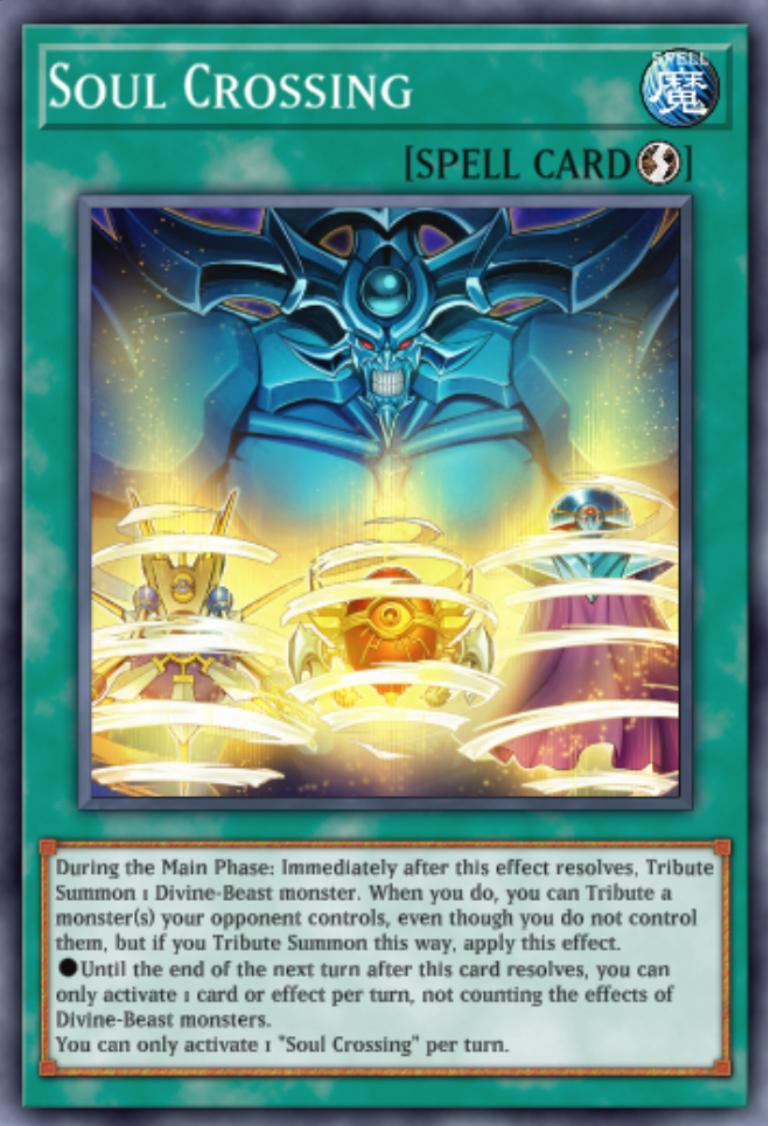 Soul Crossing
SPELL
魔
[SPELL CARD]
During the Main Phase: Immediately after this effect resolves, Tribute
Summon 1 Divine-Beast monster. When you do, you can Tribute a
monster(s) your opponent controls, even though you do not control
them, but if you Tribute Summon this way, apply this effect.
●Until the end of the next turn after this card resolves, you can
only activate 1 card or effect per turn, not counting the effects of
Divine-Beast monsters.
You can only activate 1 "Soul Crossing" per turn.